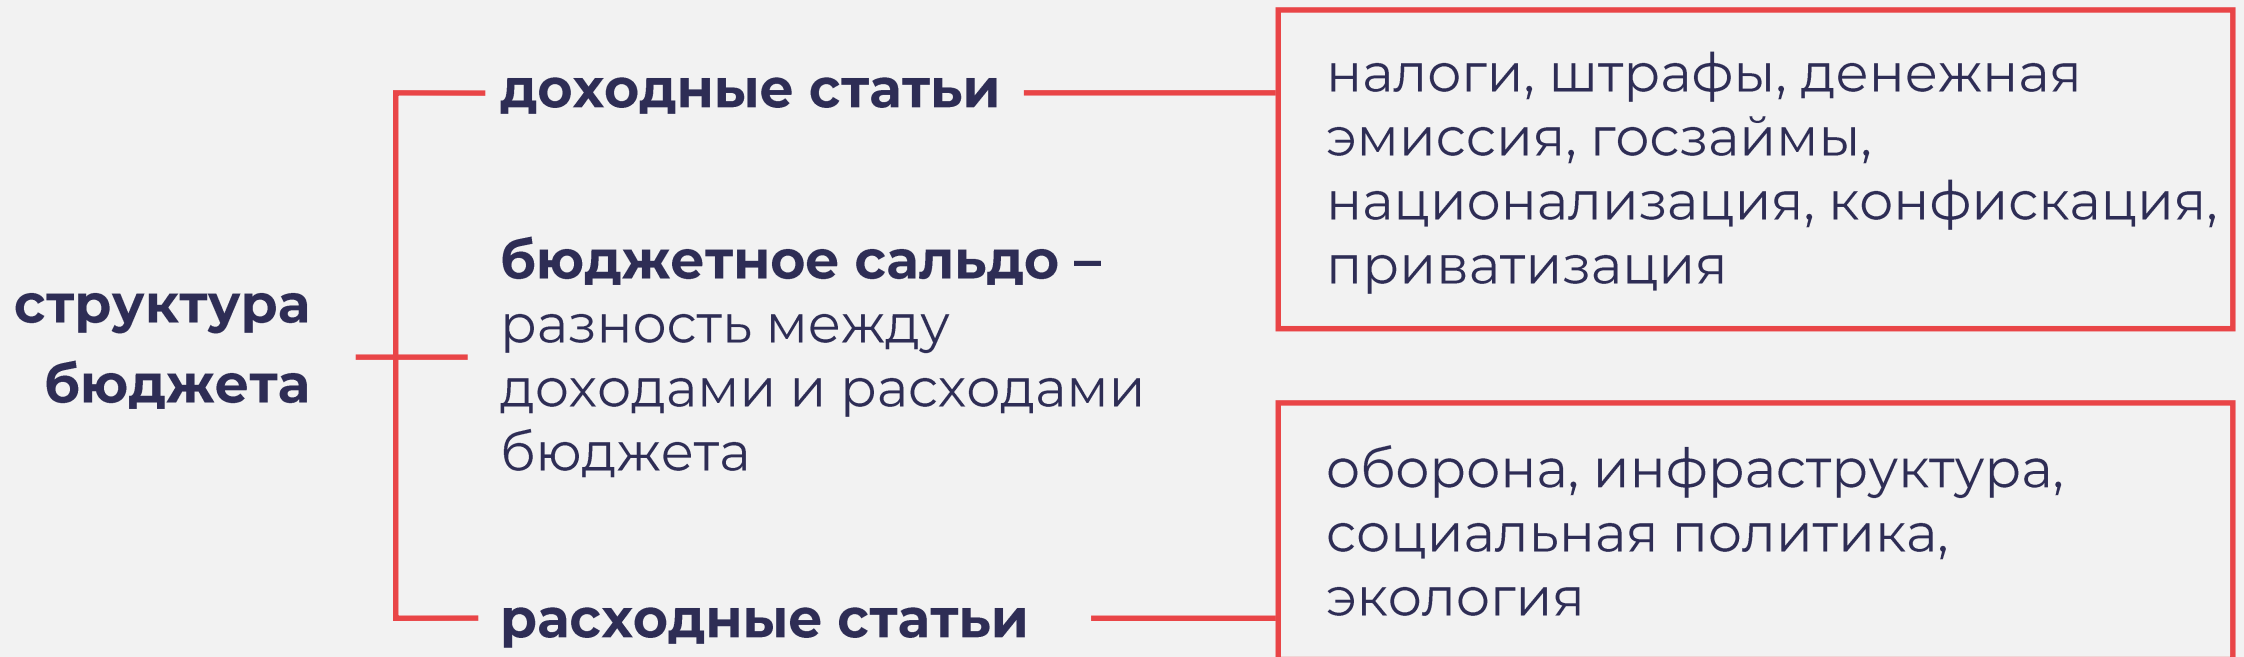 структура
бюджета
доходные статьи
налоги, штрафы, денежная
эмиссия, госзаймы,
национализация, конфискация,
приватизация
бюджетное сальдо –
разность между
доходами и расходами
бюджета
расходные статьи
оборона, инфраструктура,
социальная политика,
экология